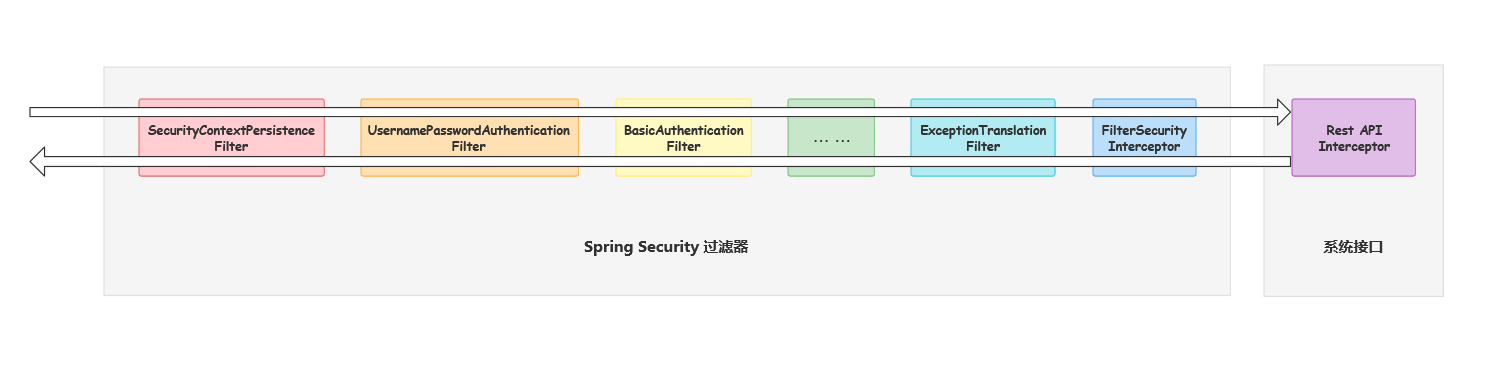 SecurityContextPersistence
Filter
UsernamePasswordAuthentication
Filter
BasicAuthentication
Filter
... ...
ExceptionTranslation
Filter
FilterSecurity
Interceptor
Rest API
Interceptor
Spring Security 过滤器
系统接口